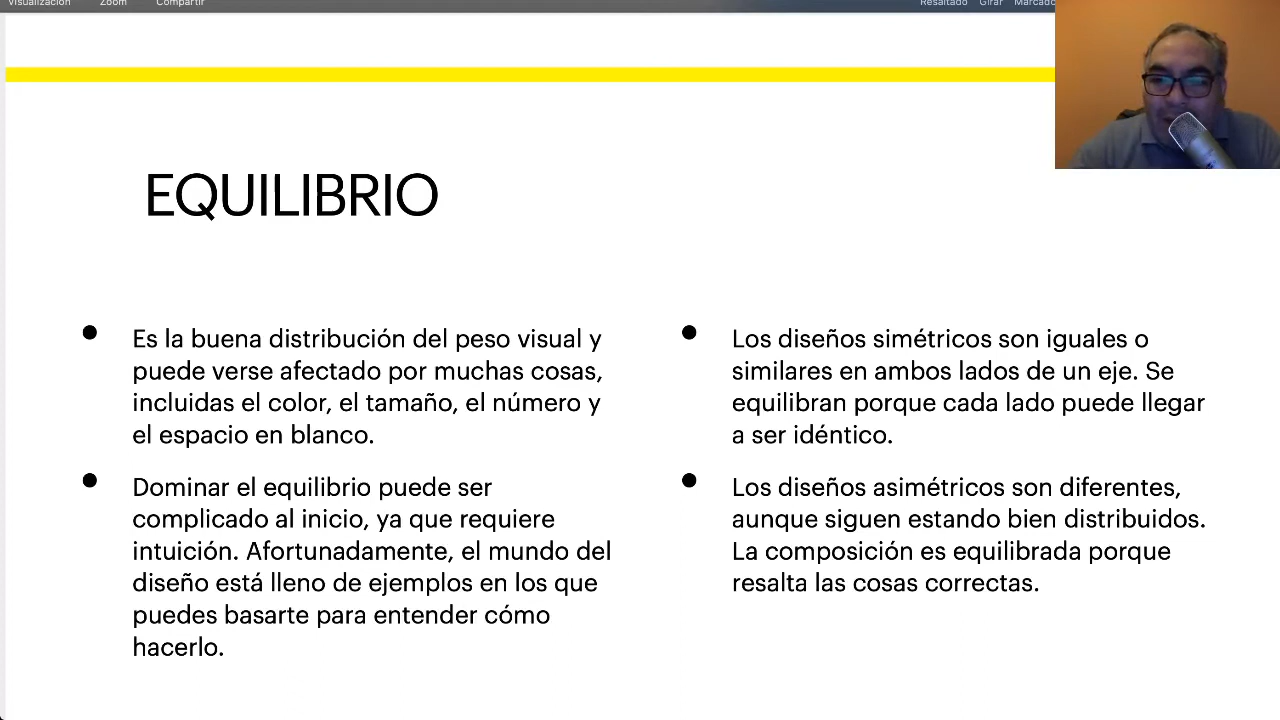 Visualización Zoom Compartir Resaltado Girar
EQUILIBRIO
Es la buena distribución del peso visual y
puede verse afectado por muchas cosas,
incluidas el color, el tamaño, el número y
el espacio en blanco.
Dominar el equilibrio puede ser
complicado al inicio, ya que requiere
intuición. Afortunadamente, el mundo del
diseño está lleno de ejemplos en los que
puedes basarte para entender cómo
hacerlo.
Los diseños simétricos son iguales o
similares en ambos lados de un eje. Se
equilibran porque cada lado puede llegar
a ser idéntico.
Los diseños asimétricos son diferentes,
aunque siguen estando bien distribuidos.
La composición es equilibrada porque
resalta las cosas correctas.